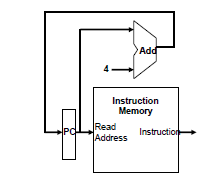 Add
4
Instruction
Memory
PC
Read
Address
Instruction